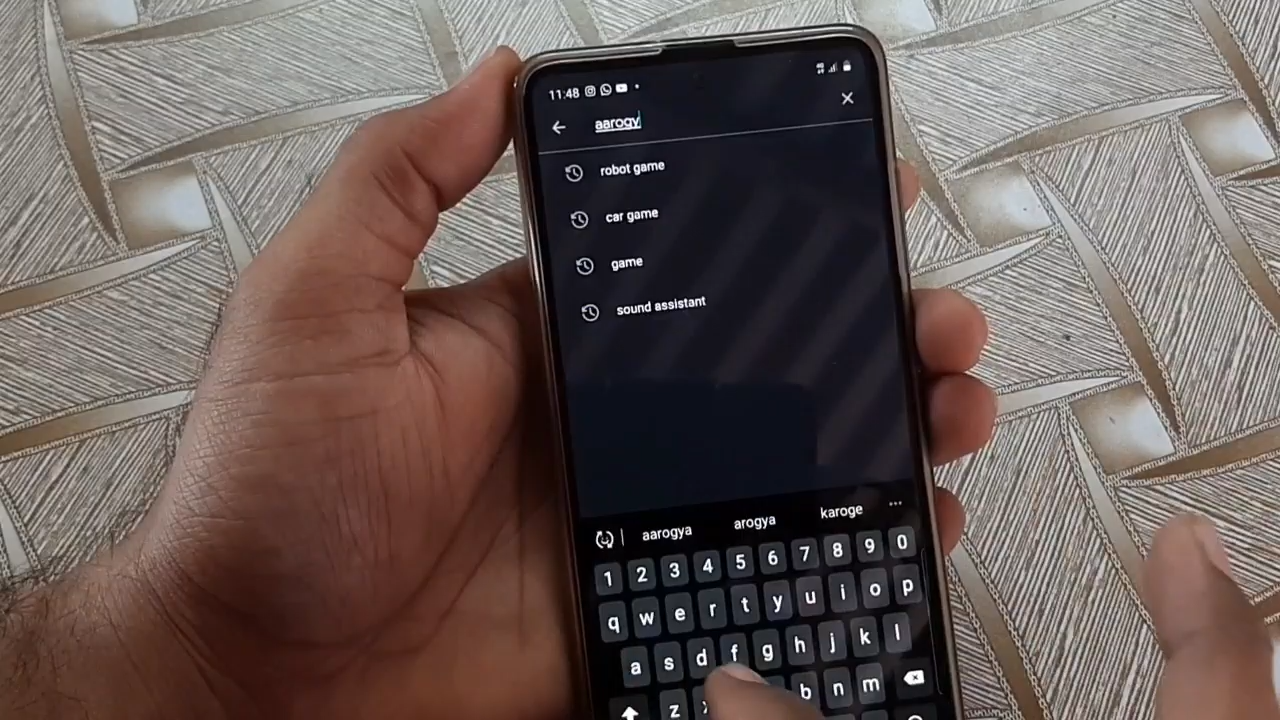 11:48
aarogy
robot game
car game
game
sound assistant
aarogya arogya karoge
1 2 3 4 5 6 7 8 9 0
q w e r t y u i o p
a s d f g h j k l
z b n m